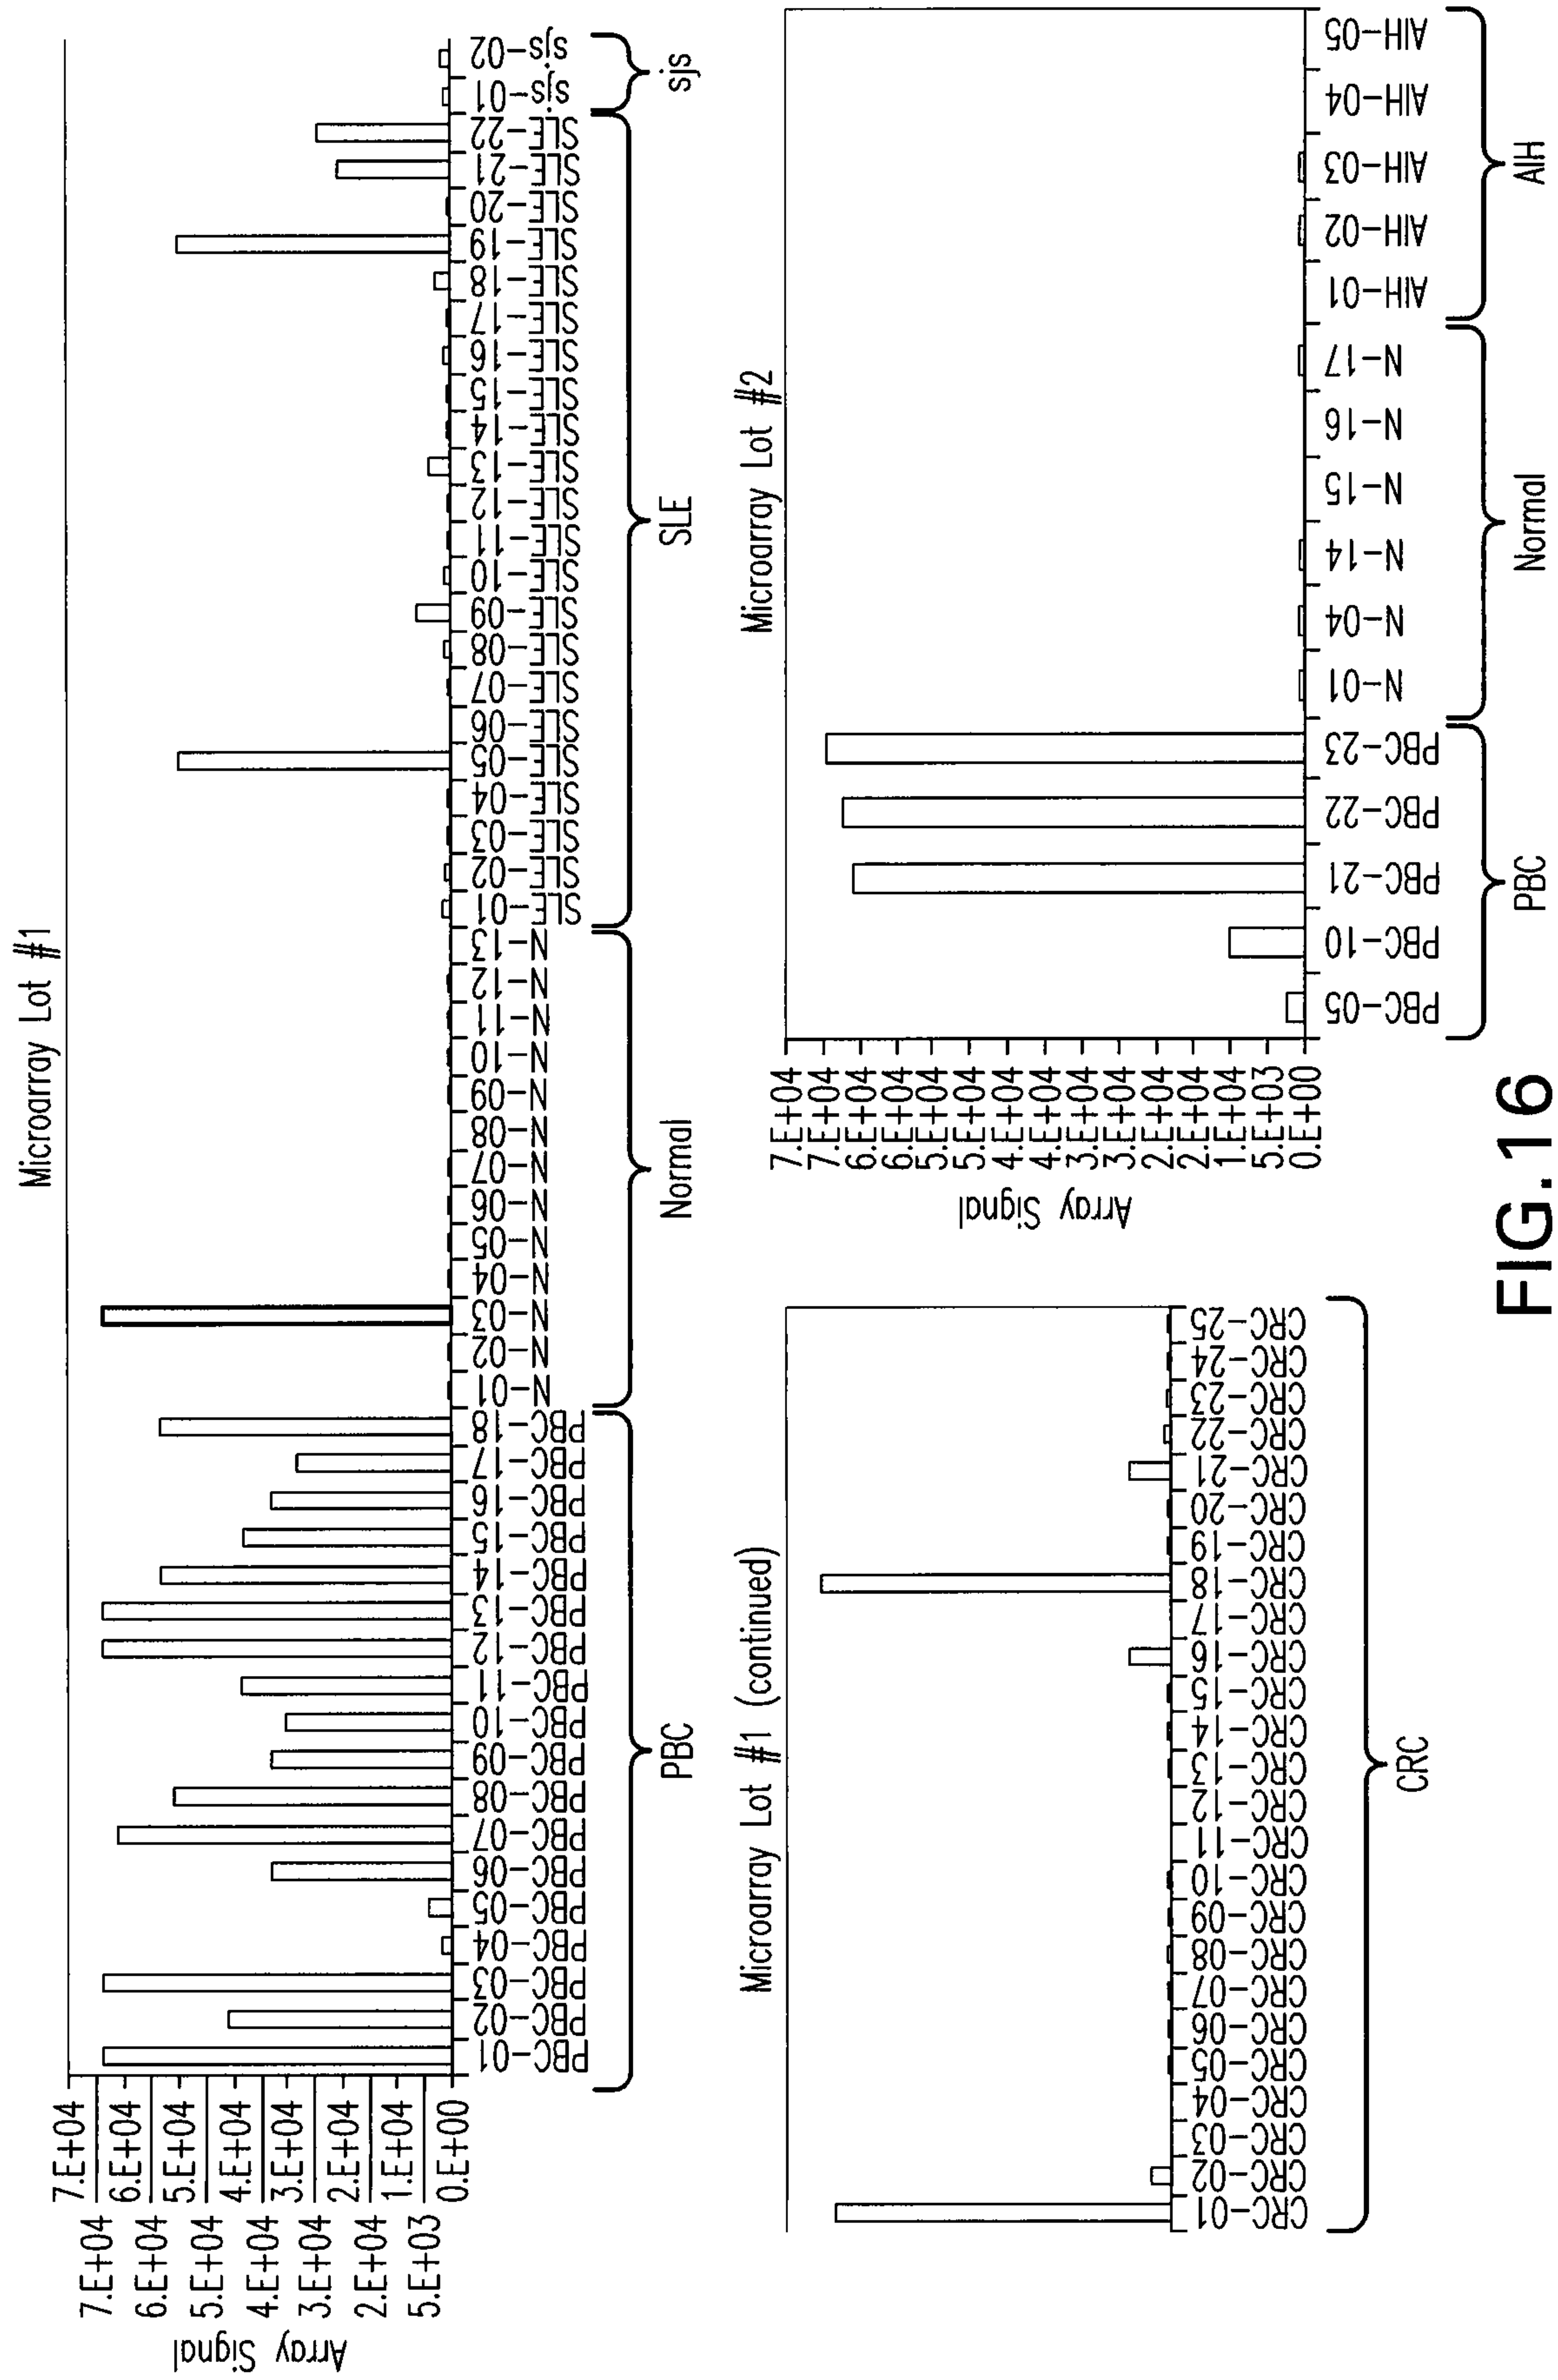 Microarray Lot #1
Array Signal
7.E+04
7.E+04
6.E+04
6.E+04
5.E+04
5.E+04
4.E+04
4.E+04
3.E+04
3.E+04
2.E+04
2.E+04
1.E+04
5.E+03
0.E+00
PBC-01
PBC-02
PBC-03
PBC-04
PBC-05
PBC-06
PBC-07
PBC-08
PBC-09
PBC-10
PBC-11
PBC-12
PBC-13
PBC-14
PBC-15
PBC-16
PBC-17
PBC-18
N-01
N-02
N-03
N-04
N-05
N-06
N-07
N-08
N-09
N-10
N-11
N-12
N-13
SLE-01
SLE-02
SLE-03
SLE-04
SLE-05
SLE-06
SLE-07
SLE-08
SLE-09
SLE-10
SLE-11
SLE-12
SLE-13
SLE-14
SLE-15
SLE-16
SLE-17
SLE-18
SLE-19
SLE-20
SLE-21
SLE-22
sjs-01
sjs-02
PBC
Normal
SLE
sjs
Microarray Lot #1 (continued)
CRC-01
CRC-02
CRC-03
CRC-04
CRC-05
CRC-06
CRC-07
CRC-08
CRC-09
CRC-10
CRC-11
CRC-12
CRC-13
CRC-14
CRC-15
CRC-16
CRC-17
CRC-18
CRC-19
CRC-20
CRC-21
CRC-22
CRC-23
CRC-24
CRC-25
CRC
Microarray Lot #2
Array Signal
7.E+04
7.E+04
6.E+04
6.E+04
5.E+04
5.E+04
4.E+04
4.E+04
3.E+04
3.E+04
2.E+04
2.E+04
1.E+04
5.E+03
0.E+00
PBC-05
PBC-10
PBC-21
PBC-22
PBC-23
N-01
N-04
N-14
N-15
N-16
N-17
AIH-01
AIH-02
AIH-03
AIH-04
AIH-05
PBC
Normal
AIH
FIG.16